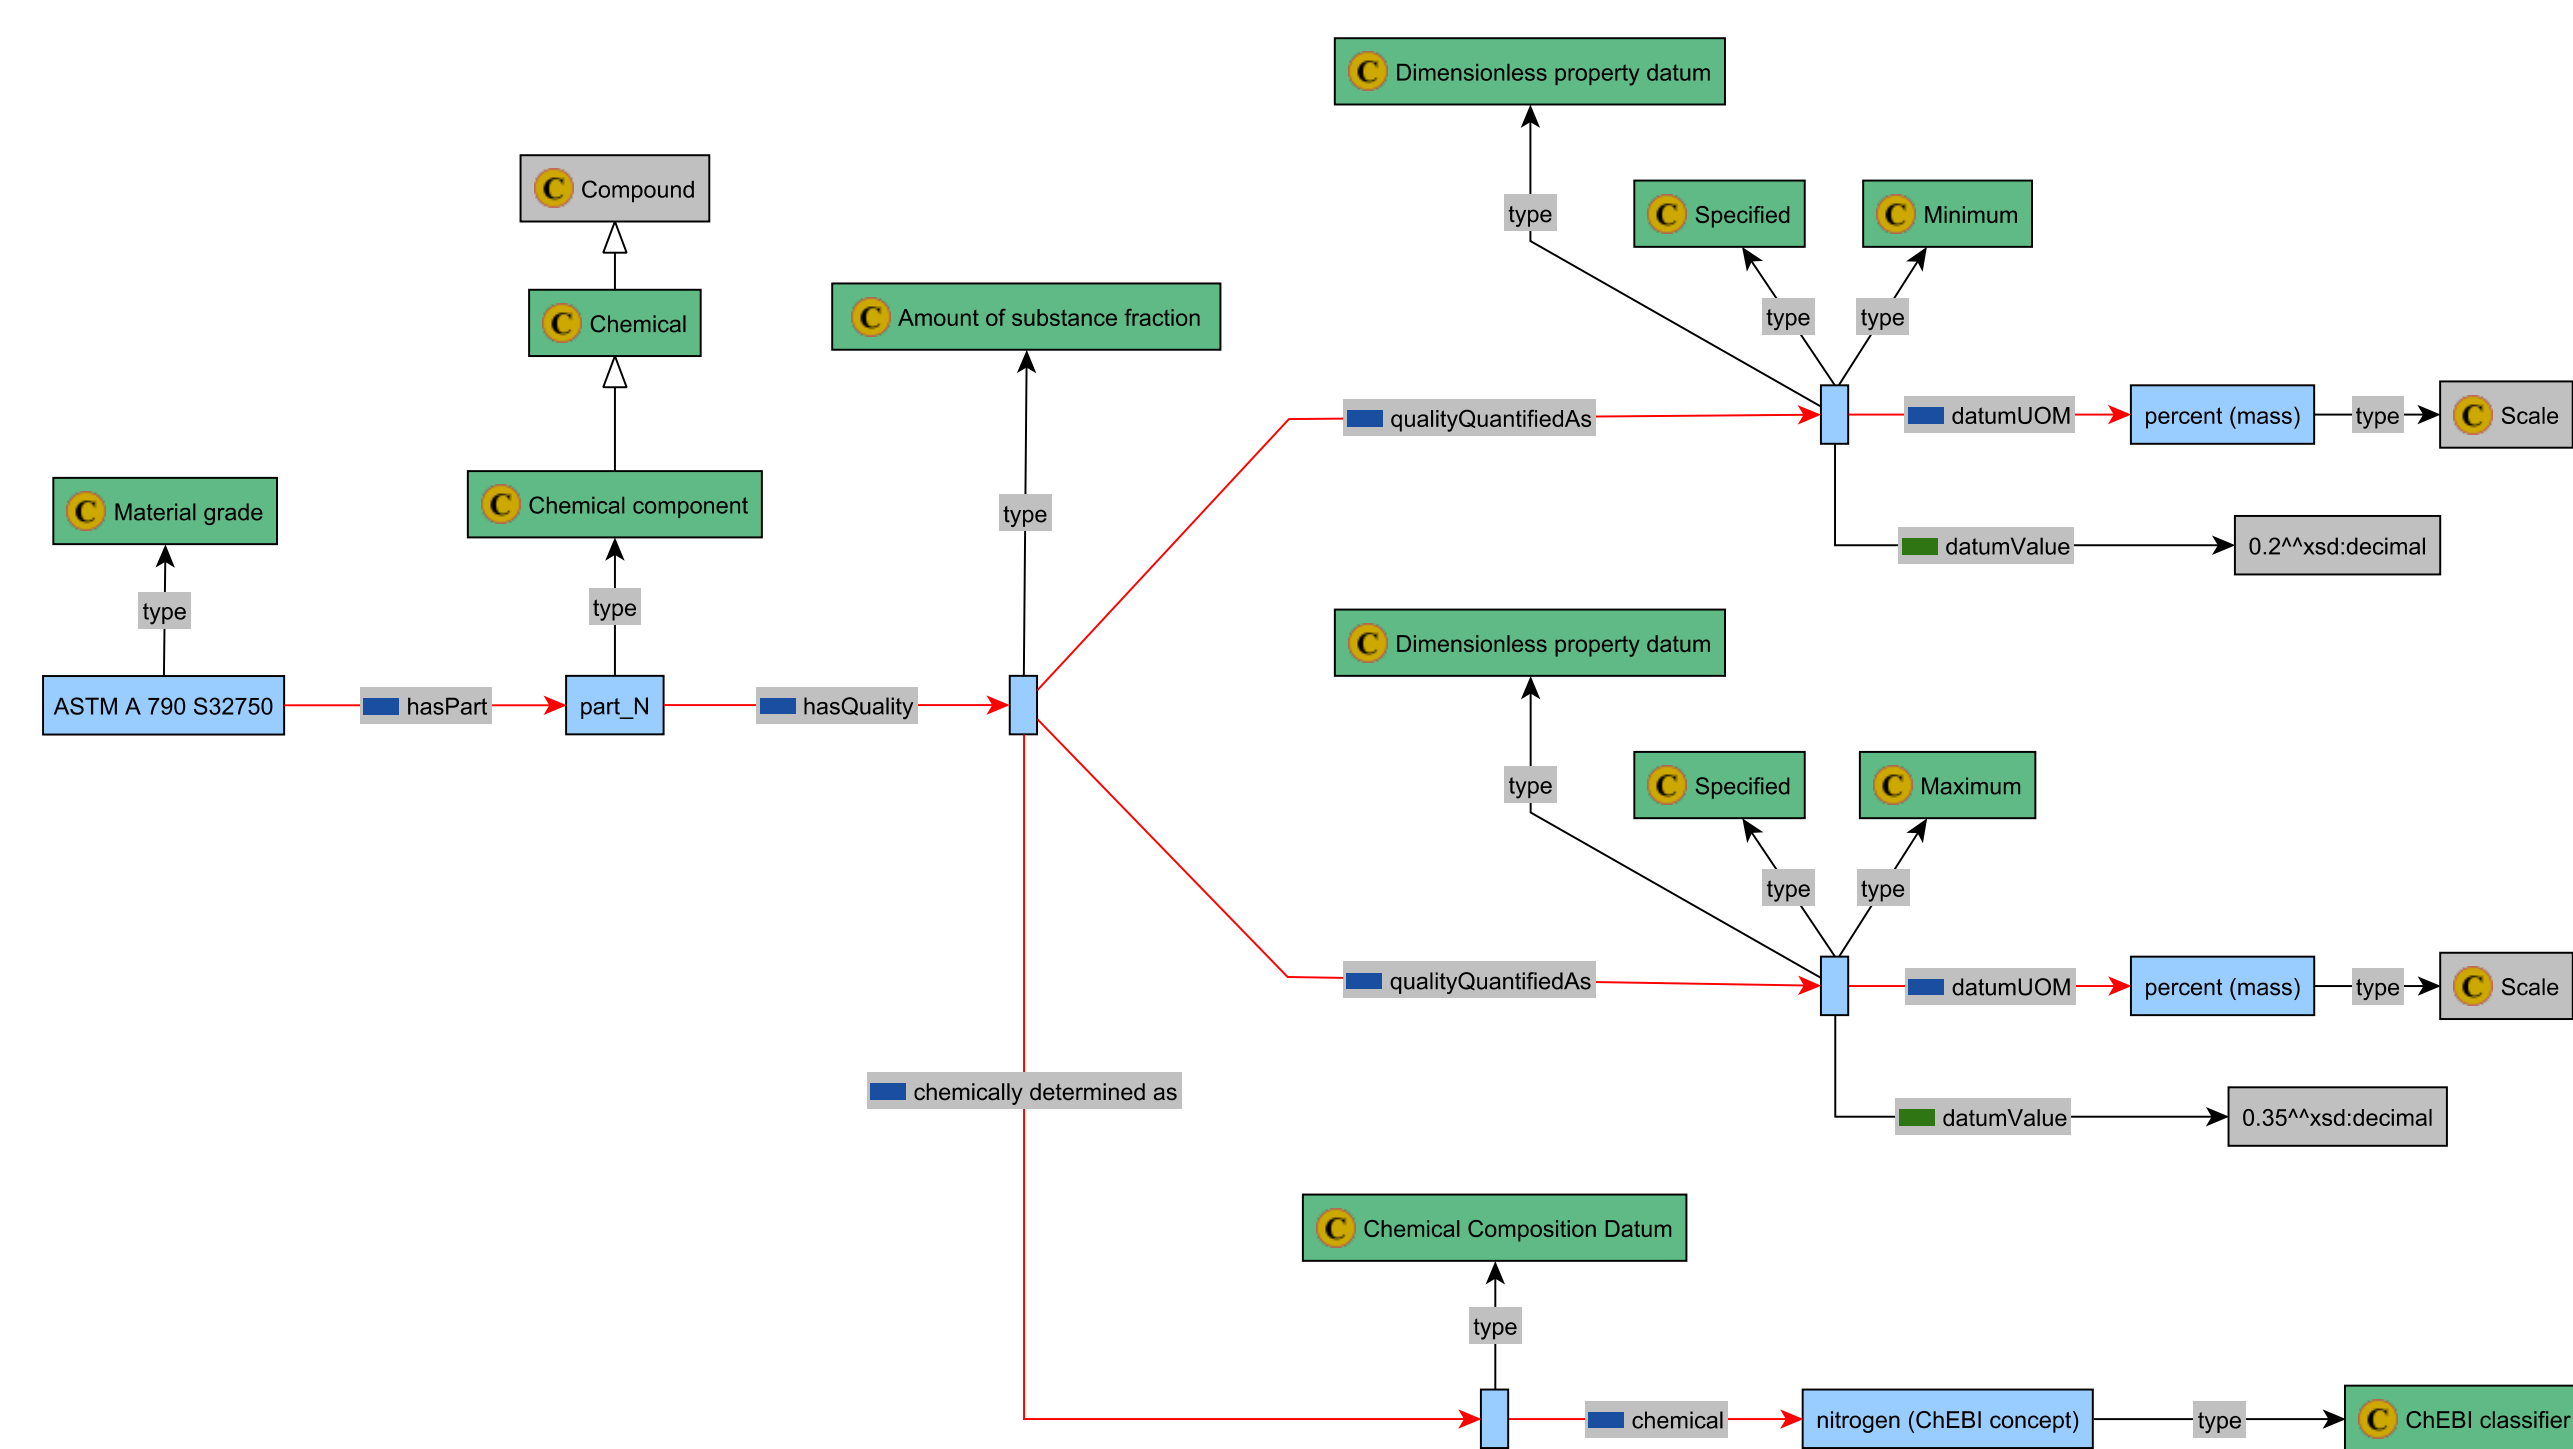 C Dimensionless property datum
C Compound
C Specified
C Minimum
type
C Amount of substance fraction
C Chemical
type
type
qualityQuantifiedAs
datumUOM
percent (mass)
type
C Scale
C Material grade
C Chemical component
type
datumValue
0.2^^xsd:decimal
type
type
C Dimensionless property datum
ASTM A 790 S32750
hasPart
part_N
hasQuality
type
C Specified
C Maximum
type
type
qualityQuantifiedAs
datumUOM
percent (mass)
type
C Scale
chemically determined as
datumValue
0.35^^xsd:decimal
C Chemical Composition Datum
type
chemical
nitrogen (ChEBI concept)
type
C ChEBI classifier